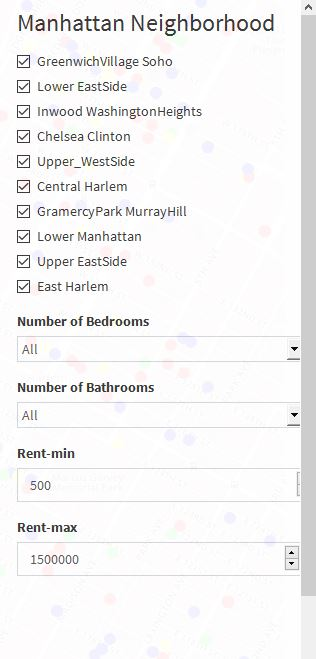 Manhattan Neighborhood
GreenwichVillage Soho
Lower EastSide
Inwood WashingtonHeights
Chelsea Clinton
Upper_WestSide
Central Harlem
GramercyPark MurrayHill
Lower Manhattan
Upper EastSide
East Harlem
Number of Bedrooms
All
Number of Bathrooms
All
Rent-min
500
Rent-max
1500000